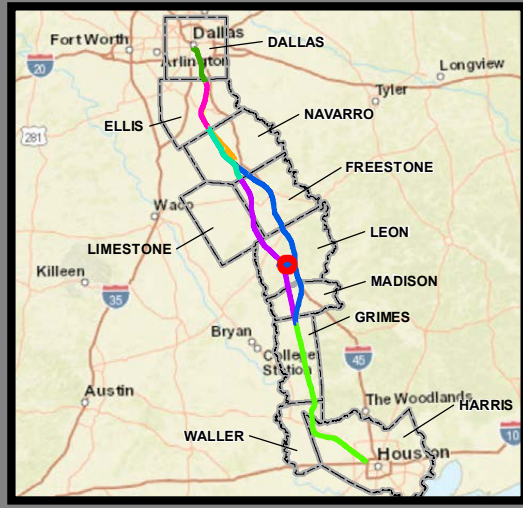 Dallas
Fort Worth
DALLAS
Arlington
Longview
20
Tyler
NAVARRO
ELLIS
281
FREESTONE
Waco
LEON
LIMESTONE
Killeen
MADISON
35
GRIMES
Bryan
College
Station
45
Austin
The Woodlands
HARRIS
WALLER
10
Houston